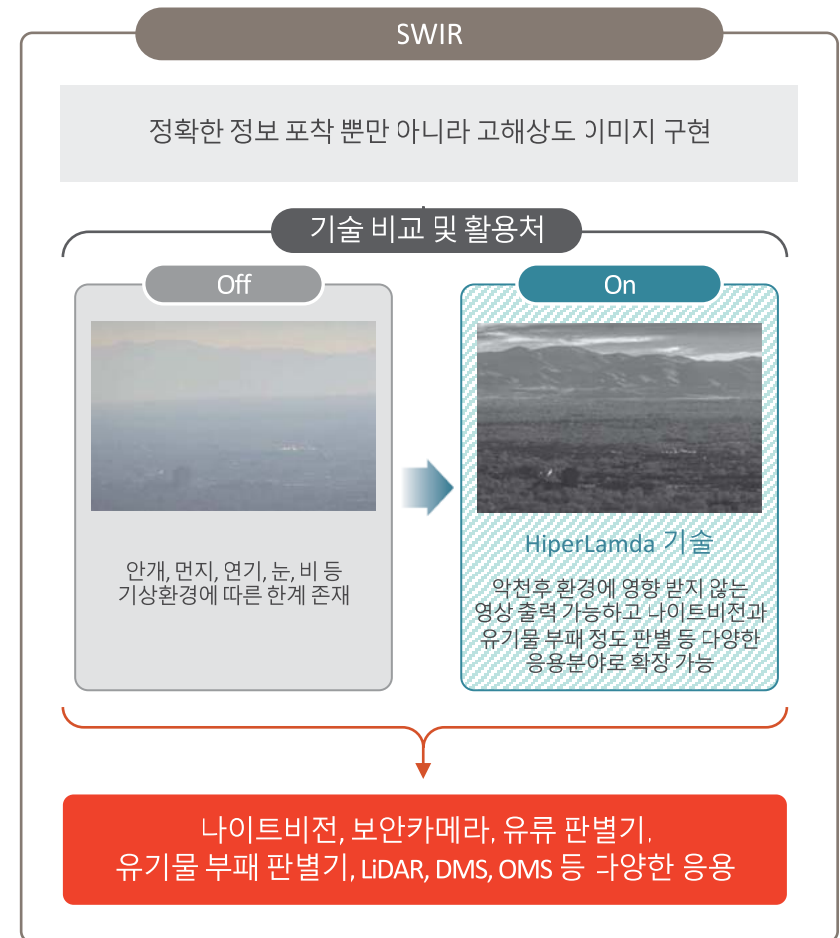 SWIR
정확한 정보 포착 뿐만 아니라 고해상도 이미지 구현
기술 비교 및 활용처
Off
On
안개, 먼지, 연기, 눈, 비 등
기상환경에 따른 한계 존재
HiperLamda 기술
악천후 환경에 영향 받지 않는
영상 출력 가능하고 나이트비전과
유기물 부패 정도 판별 등 다양한
응용분야로 확장 가능
나이트비전, 보안카메라, 유류 판별기,
유기물 부패 판별기, LiDAR, DMS, OMS 등 다양한 응용